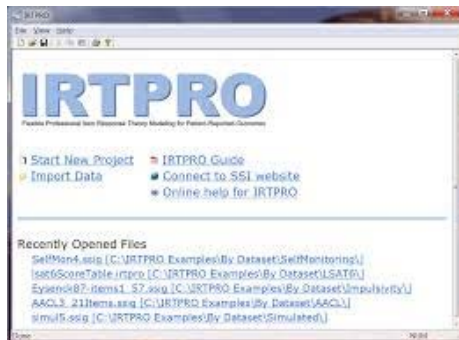 IRTPRO
File View Help
IRTPRO
Flexible Professional Item Response Theory Modeling for Patient Reported Outcomes
Start New Project
IRTPRO Guide
Import Data
Connect to SSI website
Online help for IRTPRO
Recently Opened Files
SelfMon4.ssig [C:\IRTPRO Examples\By Dataset\SelfMonitoring\]
lsat6ScoreTable.irtpro [C:\IRTPRO Examples\By Dataset\LSAT6\]
Eysenck87-items1_57.ssig [C:\IRTPRO Examples\By Dataset\Impulsivity\]
AACL3_21Items.ssig [C:\IRTPRO Examples\By Dataset\AACL\]
simul5.ssig [C:\IRTPRO Examples\By Dataset\Simulated\]
Done
NUM